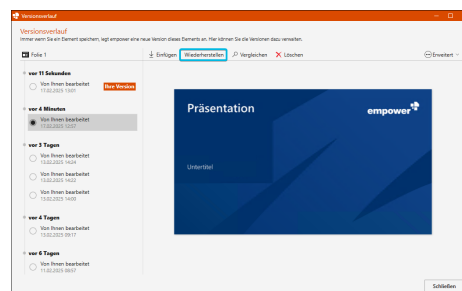 Versionsverlauf
Versionsverlauf
Immer wenn Sie ein Element speichern, legt empower eine neue Version dieses Elements an. Hier können Sie die Versionen dazu verwalten.
Folie 1
Einfügen Wiederherstellen Vergleichen Löschen Erweitert
vor 11 Sekunden
Von Ihnen bearbeitet
17.02.2025 13:01
Ihre Version
vor 4 Minuten
Von Ihnen bearbeitet
17.02.2025 12:57
vor 3 Tagen
Von Ihnen bearbeitet
13.02.2025 14:24
Von Ihnen bearbeitet
13.02.2025 14:23
Von Ihnen bearbeitet
13.02.2025 14:00
vor 4 Tagen
Von Ihnen bearbeitet
13.02.2025 09:17
vor 6 Tagen
Von Ihnen bearbeitet
11.02.2025 08:57
Präsentation
empower
Untertitel
Schließen